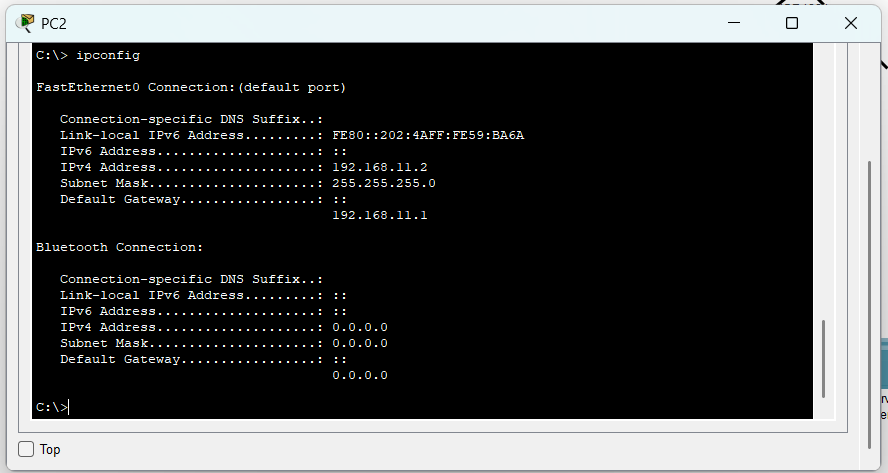 PC2
C:\> ipconfig
FastEthernet0 Connection:(default port)
Connection-specific DNS Suffix..:
Link-local IPv6 Address.........: FE80::202:4AFF:FE59:BA6A
IPv6 Address....................: ::
IPv4 Address....................: 192.168.11.2
Subnet Mask.....................: 255.255.255.0
Default Gateway.................: ::
192.168.11.1
Bluetooth Connection:
Connection-specific DNS Suffix..:
Link-local IPv6 Address.........: ::
IPv6 Address....................: ::
IPv4 Address....................: 0.0.0.0
Subnet Mask.....................: 0.0.0.0
Default Gateway.................: ::
0.0.0.0
C:\>
Top